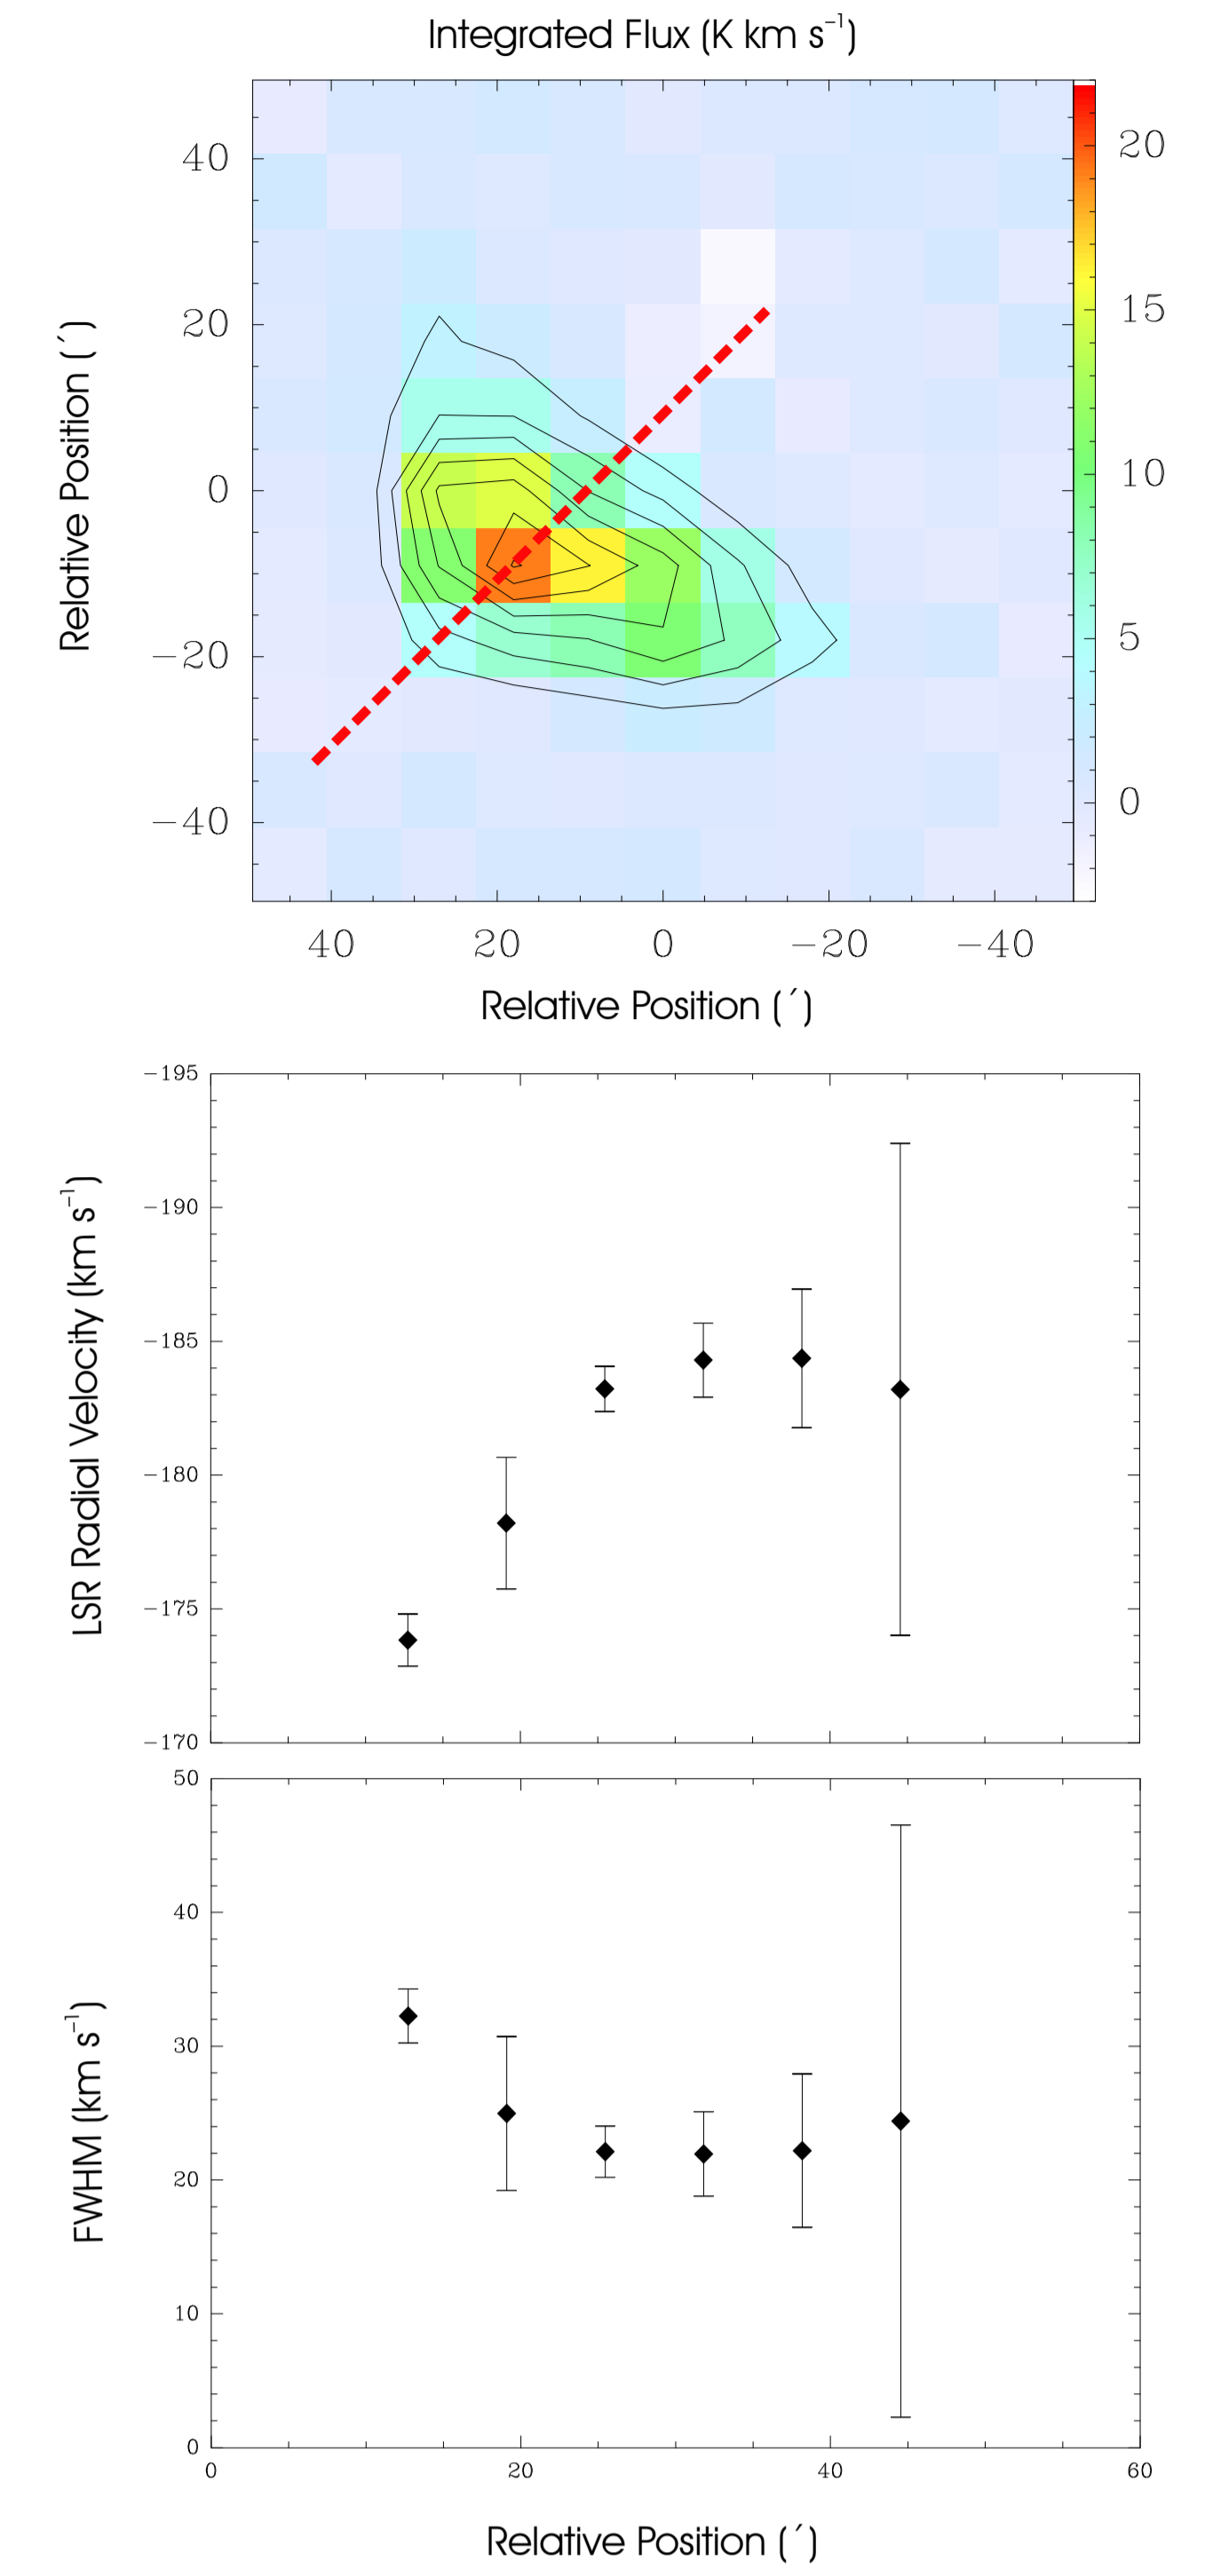 Integrated Flux (K km s⁻¹)
40
20
0
−20
−40
Relative Position (´)
20
15
10
5
0
40 20 0 −20 −40
Relative Position (´)
−195
−190
−185
−180
−175
−170
LSR Radial Velocity (km s⁻¹)
50
40
30
20
10
0
FWHM (km s⁻¹)
0 20 40 60
Relative Position (´)